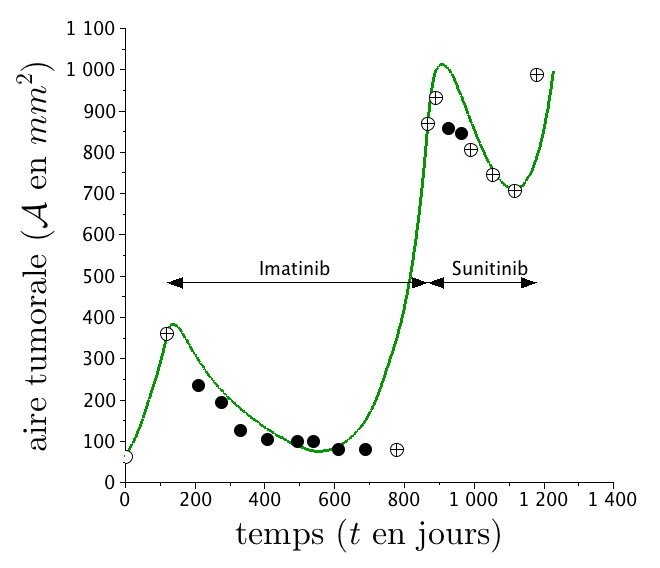 aire tumorale (𝒜 en mm²)
1 100
1 000
900
800
700
600
500
400
300
200
100
0
Imatinib
Sunitinib
0 200 400 600 800 1 000 1 200 1 400
temps (t en jours)